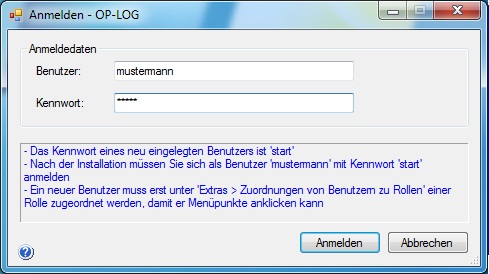 Anmelden - OP-LOG
Anmeldedaten
Benutzer: mustermann
Kennwort: *****
- Das Kennwort eines neu eingelegten Benutzers ist 'start'
- Nach der Installation müssen Sie sich als Benutzer 'mustermann' mit Kennwort 'start'
anmelden
- Ein neuer Benutzer muss erst unter 'Extras > Zuordnungen von Benutzern zu Rollen' einer
Rolle zugeordnet werden, damit er Menüpunkte anklicken kann
Anmelden Abbrechen